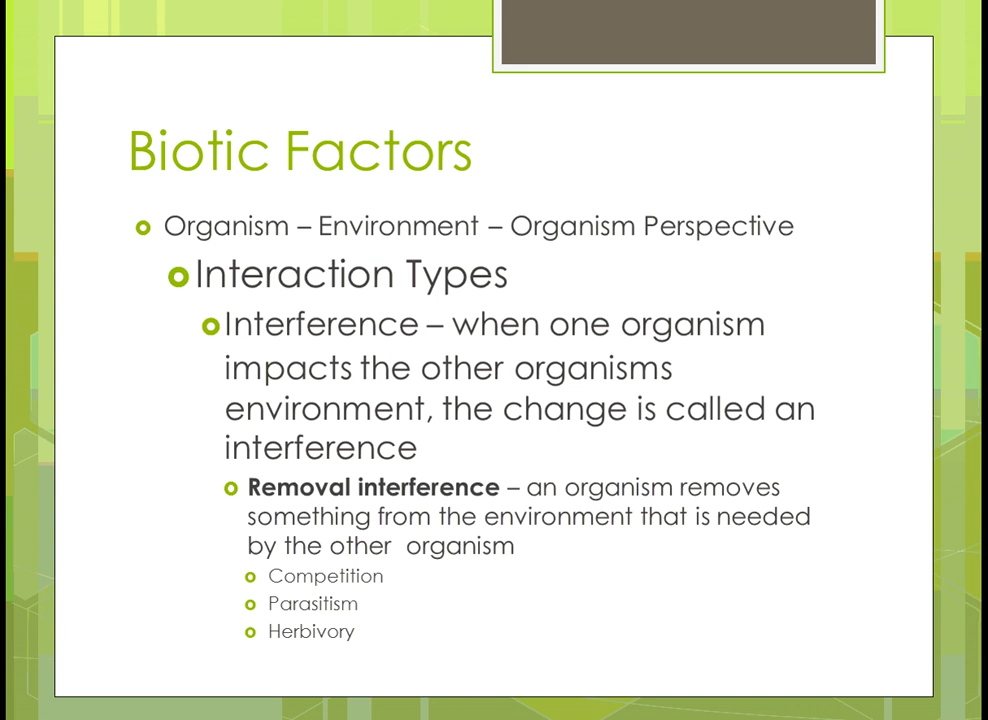 Biotic Factors
Organism – Environment – Organism Perspective
Interaction Types
Interference – when one organism
impacts the other organisms
environment, the change is called an
interference
Removal interference – an organism removes
something from the environment that is needed
by the other organism
Competition
Parasitism
Herbivory